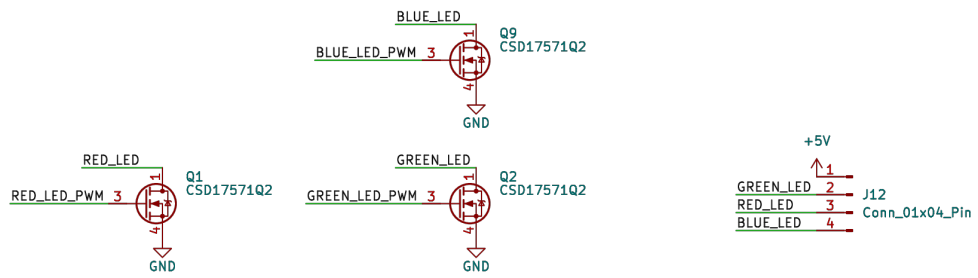 BLUE_LED
1
Q9
CSD17571Q2
BLUE_LED_PWM 3
4
GND
RED_LED
1
Q1
CSD17571Q2
RED_LED_PWM 3
4
GND
GREEN_LED
1
Q2
CSD17571Q2
GREEN_LED_PWM 3
4
GND
+5V
1
GREEN_LED 2
RED_LED 3
BLUE_LED 4
J12
Conn_01x04_Pin